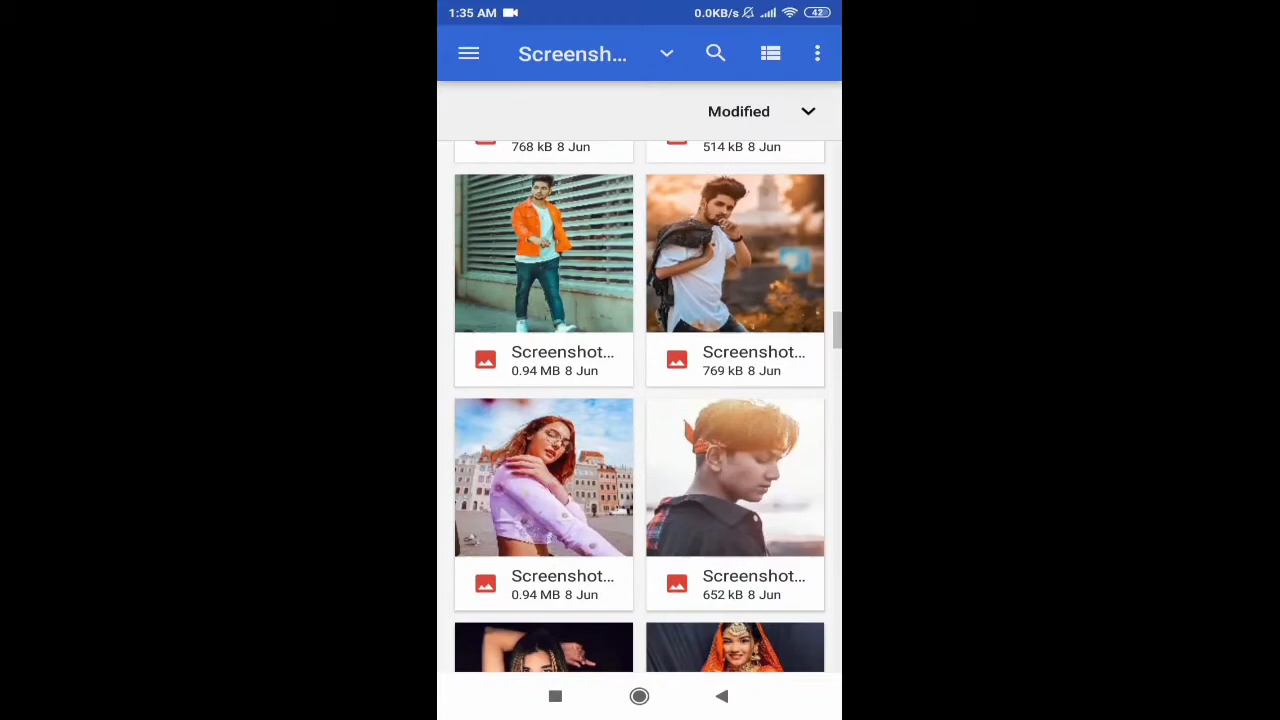 1:35 AM 0.0KB/s 42
Screensh...
Modified
768 kB 8 Jun 514 kB 8 Jun
Screenshot... Screenshot...
0.94 MB 8 Jun 769 kB 8 Jun
Screenshot... Screenshot...
0.94 MB 8 Jun 652 kB 8 Jun